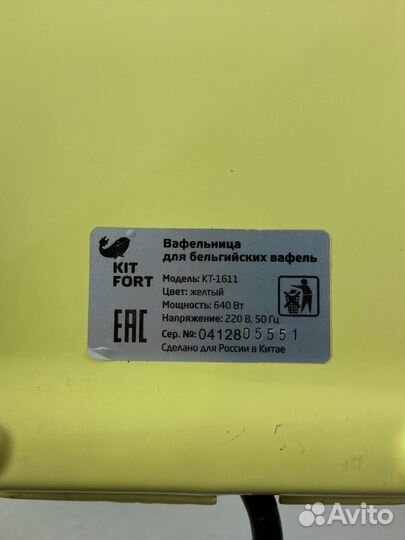 KIT
FORT
Вафельница
для бельгийских вафель
Модель: КТ-1611
Цвет: желтый
Мощность: 640 Вт
Напряжение: 220 В, 50 Гц
Сер. №: 0412805551
Сделано для России в Китае
EAC
Avito